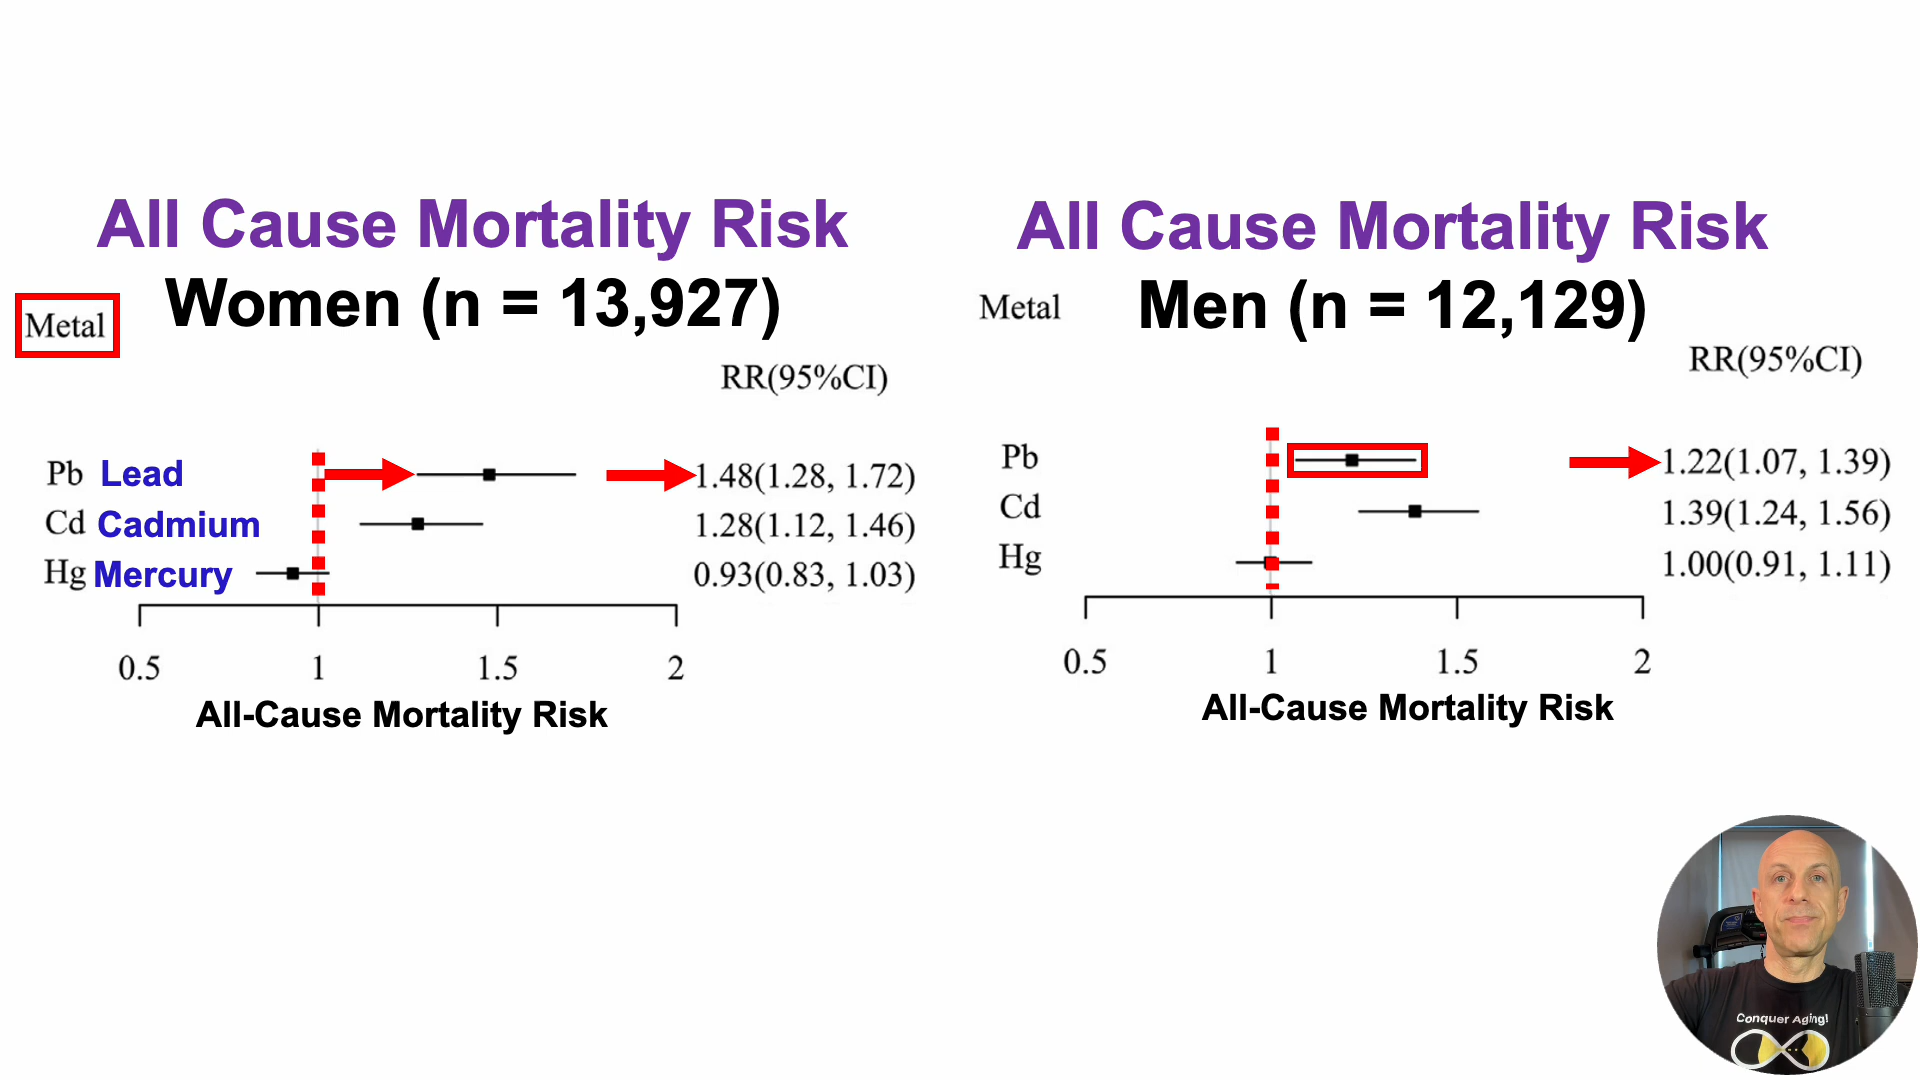 All Cause Mortality Risk
Women (n = 13,927)
Metal
RR(95%CI)
Pb Lead 1.48(1.28, 1.72)
Cd Cadmium 1.28(1.12, 1.46)
Hg Mercury 0.93(0.83, 1.03)
0.5 1 1.5 2
All-Cause Mortality Risk
All Cause Mortality Risk
Men (n = 12,129)
Metal
RR(95%CI)
Pb 1.22(1.07, 1.39)
Cd 1.39(1.24, 1.56)
Hg 1.00(0.91, 1.11)
0.5 1 1.5 2
All-Cause Mortality Risk
Conquer Aging!